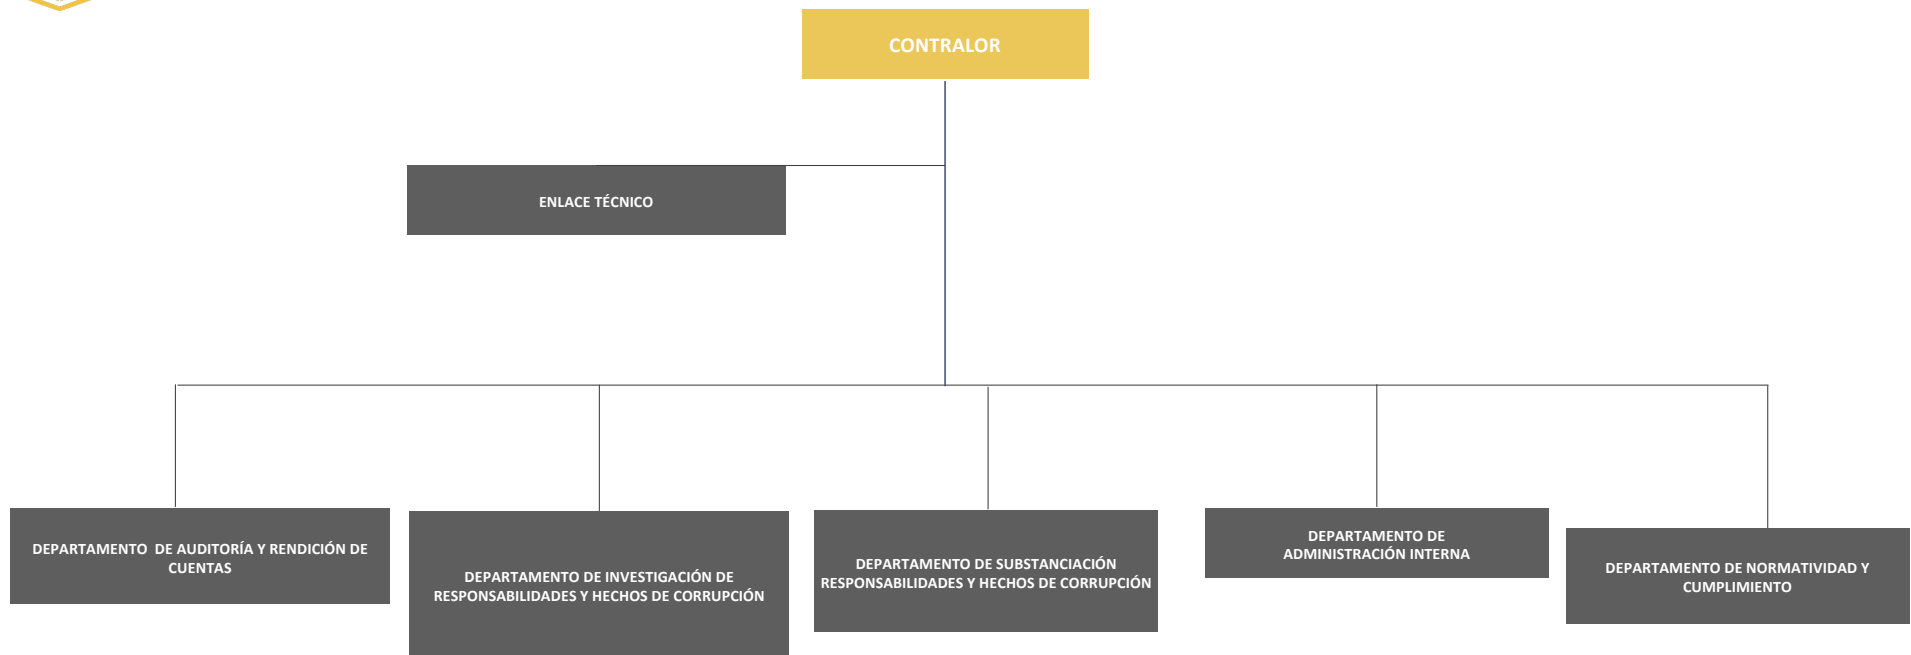 CONTRALOR
ENLACE TÉCNICO
DEPARTAMENTO DE AUDITORÍA Y RENDICIÓN DE
CUENTAS
DEPARTAMENTO DE INVESTIGACIÓN DE
RESPONSABILIDADES Y HECHOS DE CORRUPCIÓN
DEPARTAMENTO DE SUBSTANCIACIÓN
RESPONSABILIDADES Y HECHOS DE CORRUPCIÓN
DEPARTAMENTO DE
ADMINISTRACIÓN INTERNA
DEPARTAMENTO DE NORMATIVIDAD Y
CUMPLIMIENTO